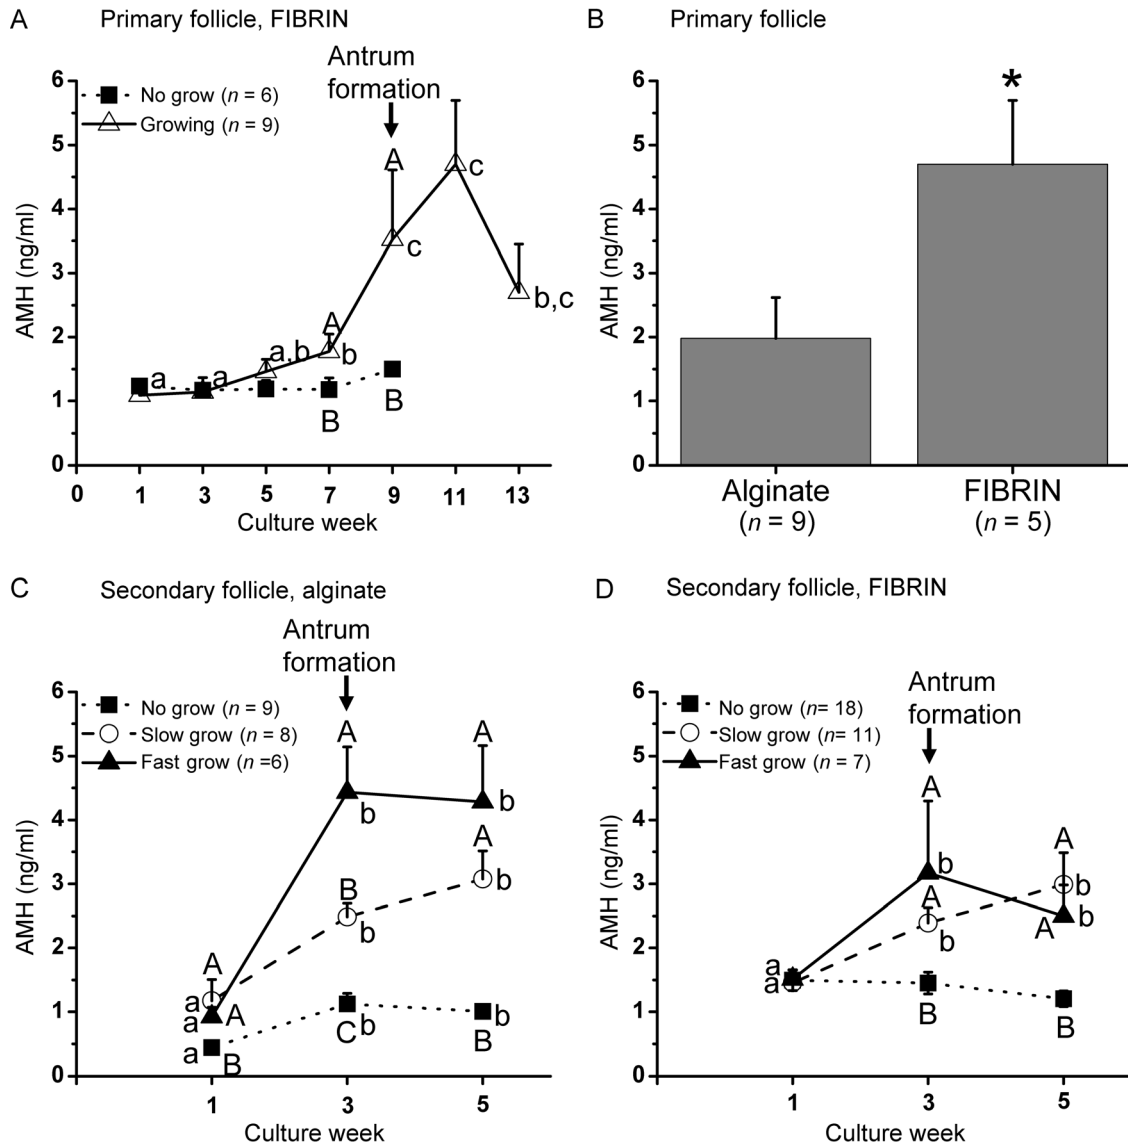 A
Primary follicle, FIBRIN
Antrum
formation
No grow (n = 6)
Growing (n = 9)
AMH (ng/ml)
6
5
4
3
2
1
0
a
a
a,b
A
b
A
c
c
b,c
B
B
0 1 3 5 7 9 11 13
Culture week
B
Primary follicle
AMH (ng/ml)
6
5
4
3
2
1
0
*
Alginate
(n = 9)
FIBRIN
(n = 5)
C
Secondary follicle, alginate
Antrum
formation
No grow (n = 9)
Slow grow (n = 8)
Fast grow (n =6)
AMH (ng/ml)
6
5
4
3
2
1
0
A
A
b
b
A
B
b
b
A
a
a
A
C
b
b
B
a
B
1 3 5
Culture week
D
Secondary follicle, FIBRIN
Antrum
formation
No grow (n= 18)
Slow grow (n= 11)
Fast grow (n = 7)
AMH (ng/ml)
6
5
4
3
2
1
0
A
A
b
A
b
b
A
b
a
a
B
B
1 3 5
Culture week